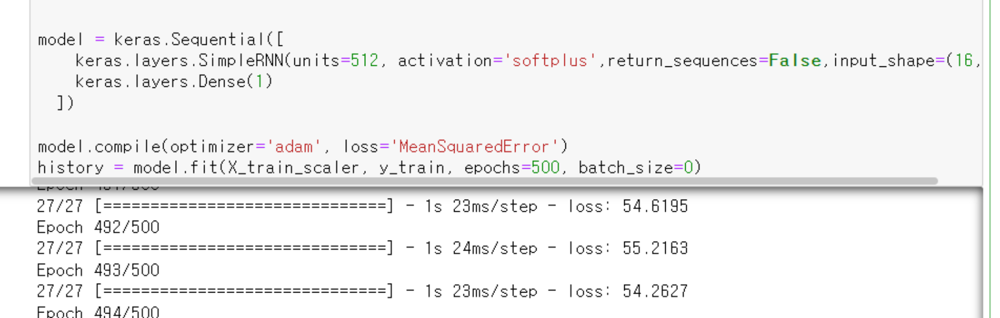 model = keras.Sequential([
    keras.layers.SimpleRNN(units=512, activation='softplus',return_sequences=False,input_shape=(16,
    keras.layers.Dense(1)
  ])
model.compile(optimizer='adam', loss='MeanSquaredError')
history = model.fit(X_train_scaler, y_train, epochs=500, batch_size=0)
27/27 [==============================] - 1s 23ms/step - loss: 54.6195
Epoch 492/500
27/27 [==============================] - 1s 24ms/step - loss: 55.2163
Epoch 493/500
27/27 [==============================] - 1s 23ms/step - loss: 54.2627
Epoch 494/500